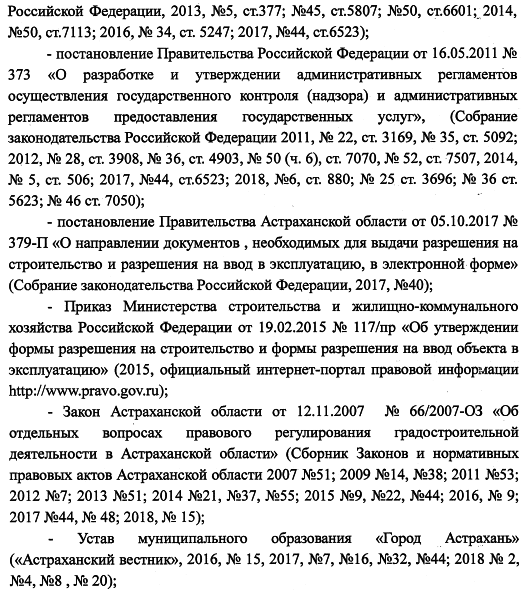 Российской Федерации, 2013, №5, ст.377; №45, ст.5807; №50, ст.6601; 2014,
№50, ст.7113; 2016, № 34, ст. 5247; 2017, №44, ст.6523);
- постановление Правительства Российской Федерации от 16.05.2011 №
373 «О разработке и утверждении административных регламентов
осуществления государственного контроля (надзора) и административных
регламентов предоставления государственных услуг», (Собрание
законодательства Российской Федерации 2011, № 22, ст. 3169, № 35, ст. 5092;
2012, № 28, ст. 3908, № 36, ст. 4903, № 50 (ч. 6), ст. 7070, № 52, ст. 7507, 2014,
№ 5, ст. 506; 2017, №44, ст.6523; 2018, №6, ст. 880; № 25 ст. 3696; № 36 ст.
5623; № 46 ст. 7050);
- постановление Правительства Астраханской области от 05.10.2017 №
379-П «О направлении документов , необходимых для выдачи разрешения на
строительство и разрешения на ввод в эксплуатацию, в электронной форме»
(Собрание законодательства Российской Федерации, 2017, №40);
- Приказ Министерства строительства и жилищно-коммунального
хозяйства Российской Федерации от 19.02.2015 № 117/пр «Об утверждении
формы разрешения на строительство и формы разрешения на ввод объекта в
эксплуатацию» (2015, официальный интернет-портал правовой информации
http://www.pravo.gov.ru);
- Закон Астраханской области от 12.11.2007 № 66/2007-ОЗ «Об
отдельных вопросах правового регулирования градостроительной
деятельности в Астраханской области» (Сборник Законов и нормативных
правовых актов Астраханской области 2007 №51; 2009 №14, №38; 2011 №53;
2012 №7; 2013 №51; 2014 №21, №37, №55; 2015 №9, №22, №44; 2016, № 9;
2017 №44, № 48; 2018, № 15);
- Устав муниципального образования «Город Астрахань»
(«Астраханский вестник», 2016, № 15, 2017, №7, №16, №32, №44; 2018 № 2,
№4, №8 , № 20);